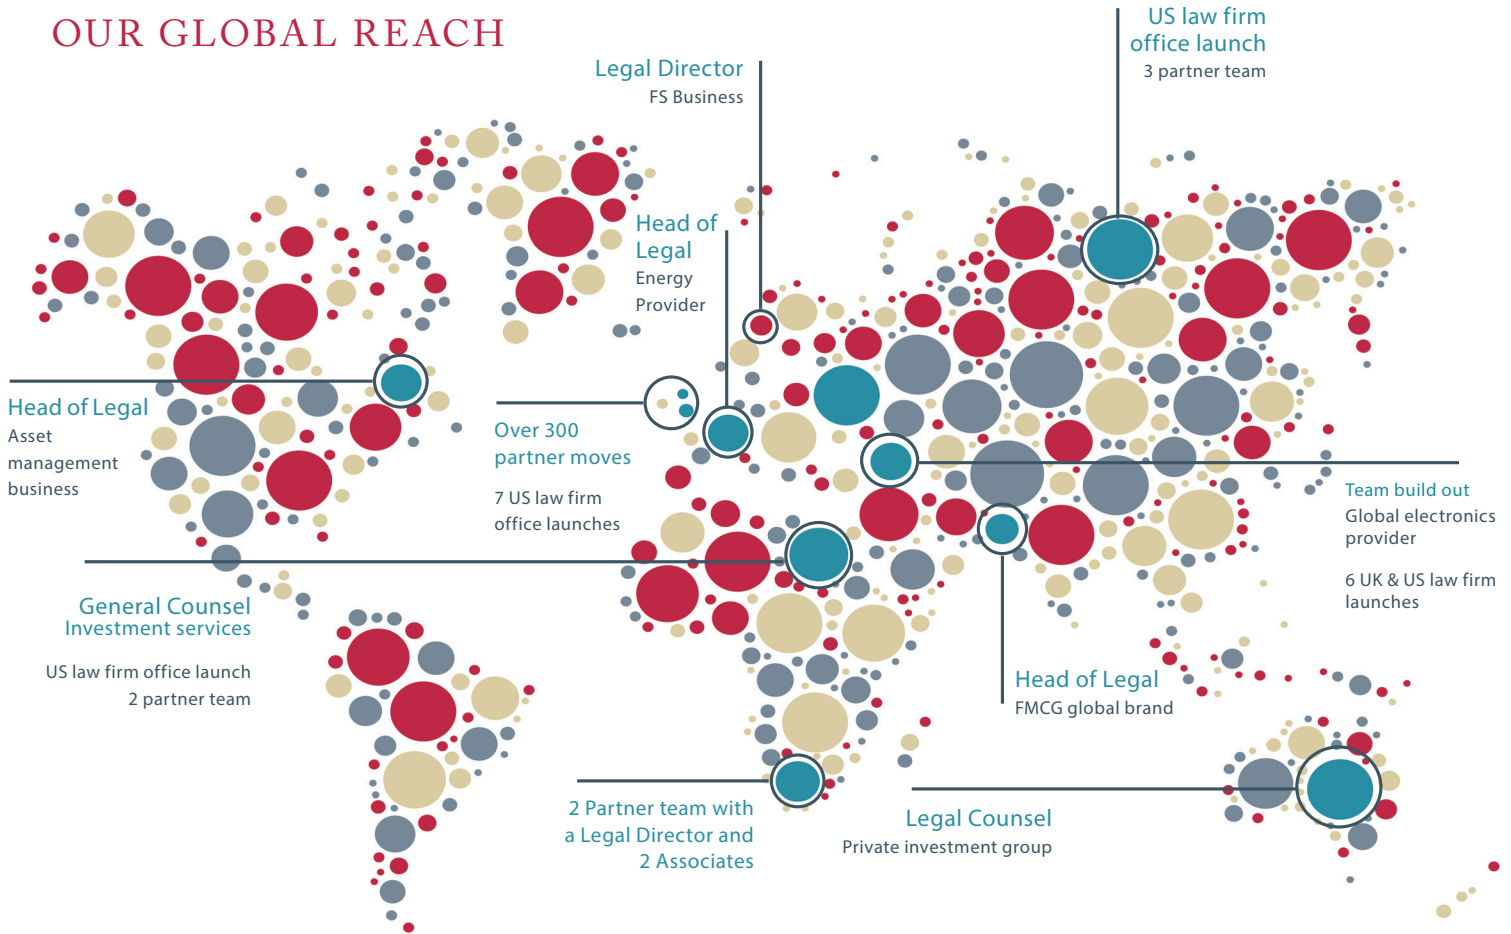 OUR GLOBAL REACH
US law firm
office launch
3 partner team
Legal Director
FS Business
Head of
Legal
Energy
Provider
Head of Legal
Asset
management
business
Over 300
partner moves
7 US law firm
office launches
Team build out
Global electronics
provider
6 UK & US law firm
launches
General Counsel
Investment services
US law firm office launch
2 partner team
Head of Legal
FMCG global brand
2 Partner team with
a Legal Director and
2 Associates
Legal Counsel
Private investment group